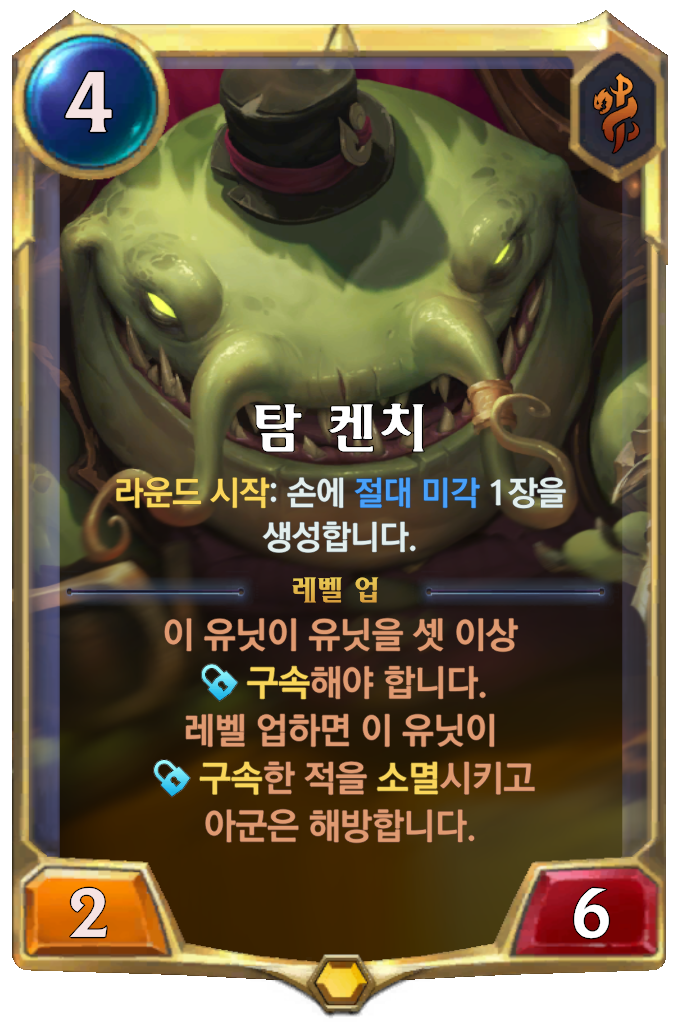 4
탐 켄치
라운드 시작: 손에 절대 미각 1장을
생성합니다.
레벨 업
이 유닛이 유닛을 셋 이상
구속해야 합니다.
레벨 업하면 이 유닛이
구속한 적을 소멸시키고
아군은 해방합니다.
2
6